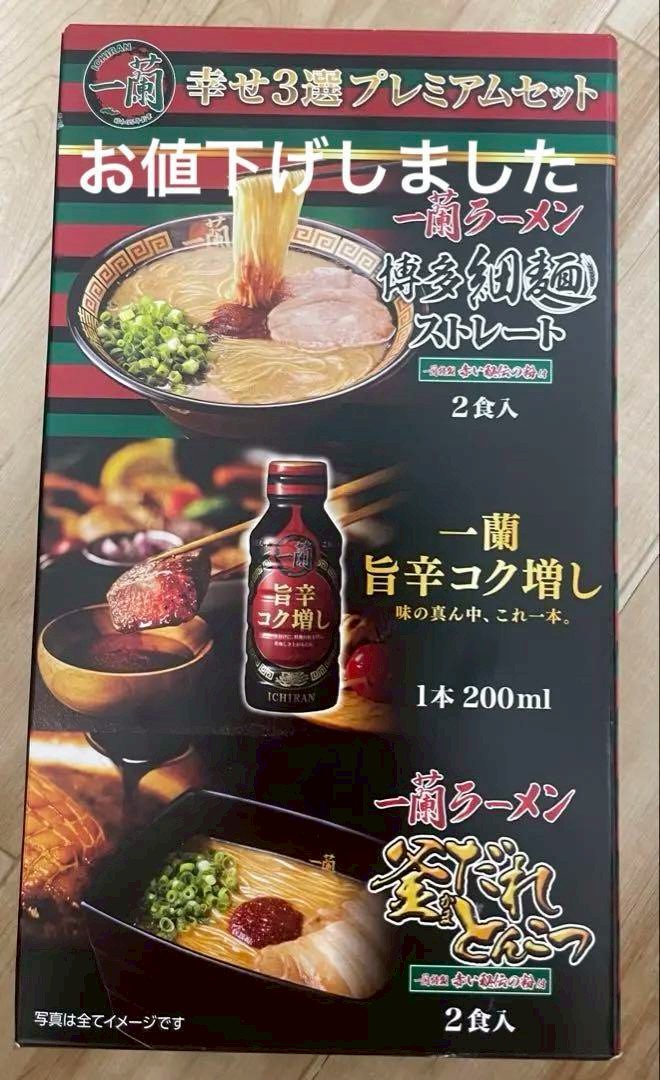 ICHIRAN
一蘭
幸せ3選プレミアムセット
お値下げしました
一蘭
一蘭ラーメン
博多細麺
ストレート
一蘭特製 赤い秘伝の粉付
2食入
一蘭
旨辛コク増し
味の真ん中、これ一本。
一蘭
旨辛
コク増し
ICHIRAN
1本 200ml
一蘭ラーメン
釜だれ
かま
とんこつ
一蘭
一蘭特製 赤い秘伝の粉付
2食入
写真は全てイメージです